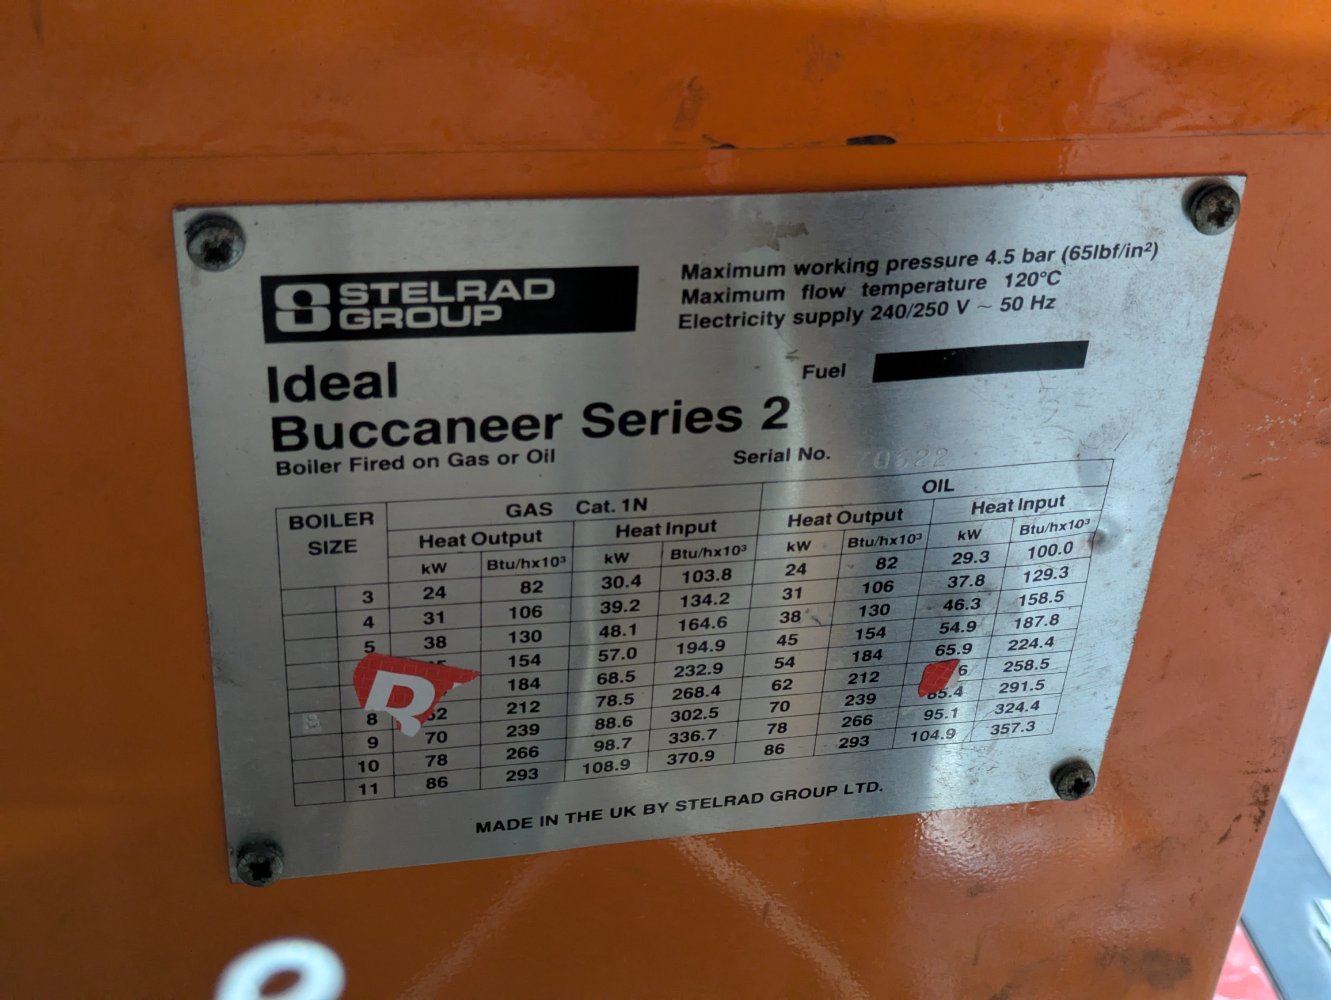 STELRAD
GROUP
Maximum working pressure 4.5 bar (65lbf/in²)
Maximum flow temperature 120°C
Electricity supply 240/250 V ~ 50 Hz
Fuel
Ideal
Buccaneer Series 2
Boiler Fired on Gas or Oil
Serial No.
BOILER SIZE GAS Cat. 1N OIL
Heat Output Heat Input Heat Output Heat Input
kW Btu/hx10³ kW Btu/hx10³ kW Btu/hx10³ kW Btu/hx10³
3 24 82 30.4 103.8 24 82 29.3 100.0
4 31 106 39.2 134.2 31 106 37.8 129.3
5 38 130 48.1 164.6 38 130 46.3 158.5
154 57.0 194.9 45 154 54.9 187.8
184 68.5 232.9 54 184 65.9 224.4
8 212 78.5 268.4 62 212 258.5
9 70 239 88.6 302.5 70 239 85.4 291.5
10 78 266 98.7 336.7 78 266 95.1 324.4
11 86 293 108.9 370.9 86 293 104.9 357.3
R
MADE IN THE UK BY STELRAD GROUP LTD.